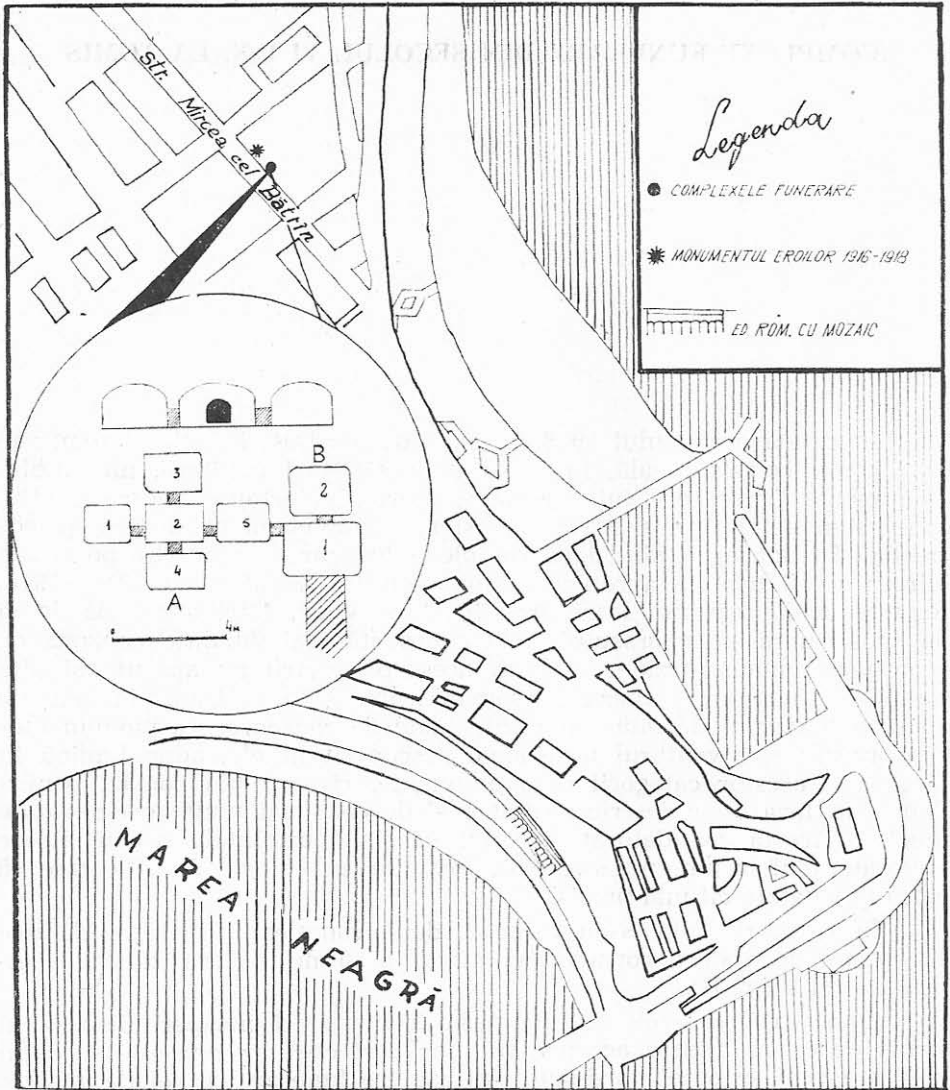 str. Mircea cel Bătrîn
Legenda
COMPLEXELE FUNERARE
MONUMENTUL EROILOR 1916-1918
ED. ROM. CU MOZAIC
B
3
2
1
2
5
1
4
A
0
4M
MAREA
NEAGRĂ